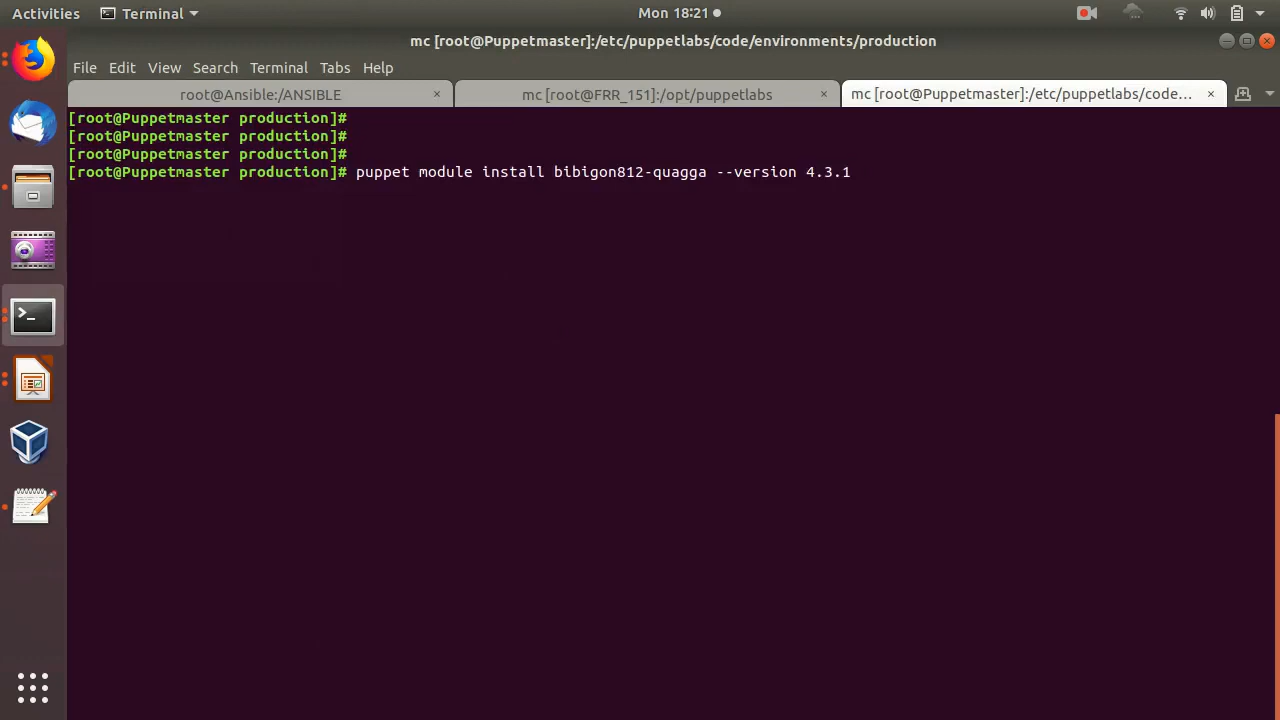 Activities Terminal Mon 18:21
mc [root@Puppetmaster]:/etc/puppetlabs/code/environments/production
File Edit View Search Terminal Tabs Help
root@Ansible:/ANSIBLE × mc [root@FRR_151]:/opt/puppetlabs × mc [root@Puppetmaster]:/etc/puppetlabs/code... ×
[root@Puppetmaster production]#
[root@Puppetmaster production]#
[root@Puppetmaster production]#
[root@Puppetmaster production]# puppet module install bibigon812-quagga --version 4.3.1